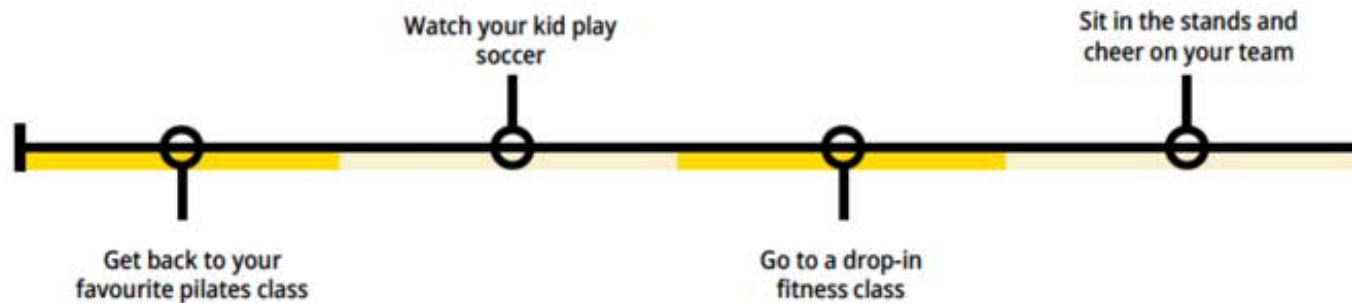 Watch your kid play
soccer
Sit in the stands and
cheer on your team
Get back to your
favourite pilates class
Go to a drop-in
fitness class